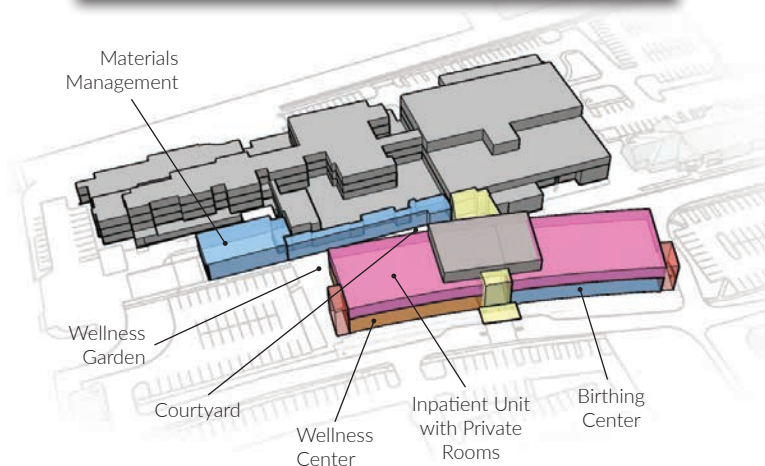 Materials
Management
Wellness
Garden
Courtyard
Wellness
Center
Inpatient Unit
with Private
Rooms
Birthing
Center